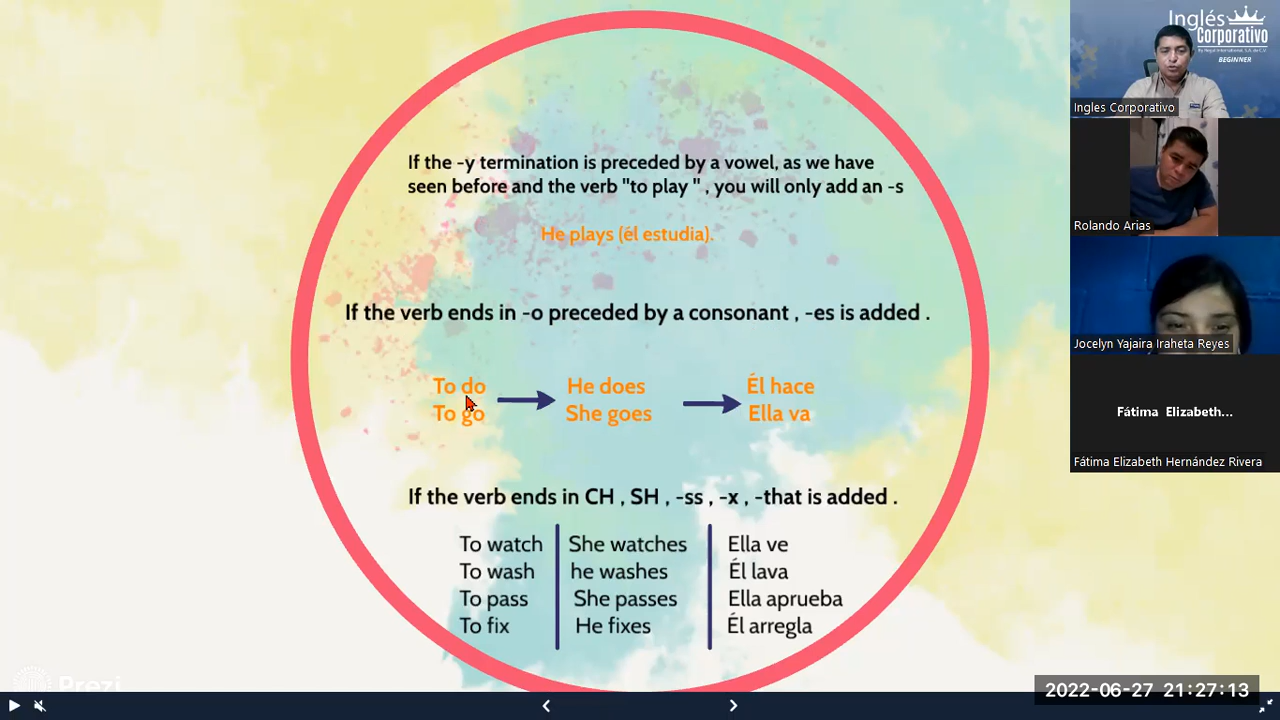 If the -y termination is preceded by a vowel, as we have
seen before and the verb "to play " , you will only add an -s
He plays (él estudia).
If the verb ends in -o preceded by a consonant , -es is added .
To do
He does
Él hace
To go
She goes
Ella va
If the verb ends in CH , SH , -ss , -x , -that is added .
To watch
She watches
Ella ve
To wash
he washes
Él lava
To pass
She passes
Ella aprueba
To fix
He fixes
Él arregla
Prezi
Inglés
Corporativo
BEGINNER
Ingles Corporativo
Rolando Arias
Jocelyn Yajaira Iraheta Reyes
Fátima Elizabeth...
Fátima Elizabeth Hernández Rivera
2022-06-27 21:27:13